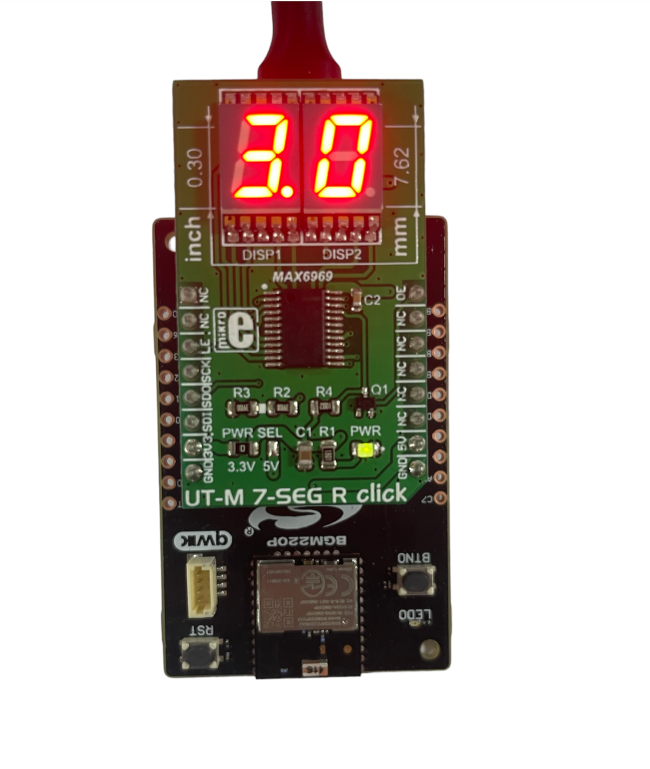 3.0
0.30
inch
7.62
mm
DISP1
DISP2
MAX6969
C2
mikro
e
NC
NC
LE
SCK
SDO
SDI
3V3
GND
OE
NC
NC
NC
NC
NC
5V
GND
R3
R2
R4
Q1
PWR SEL
C1
R1
PWR
3.3V
5V
UT-M 7-SEG R click
®
BGM220P
qwiic
BTN0
LED0
RST
416